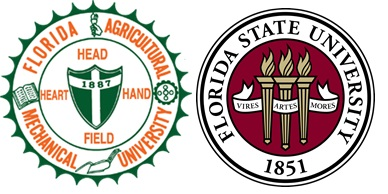 FLORIDA AGRICULTURAL
MECHANICAL UNIVERSITY
HEAD
1887
HEART
HAND
FIELD
FLORIDA STATE UNIVERSITY
VIRES ARTES MORES
1851